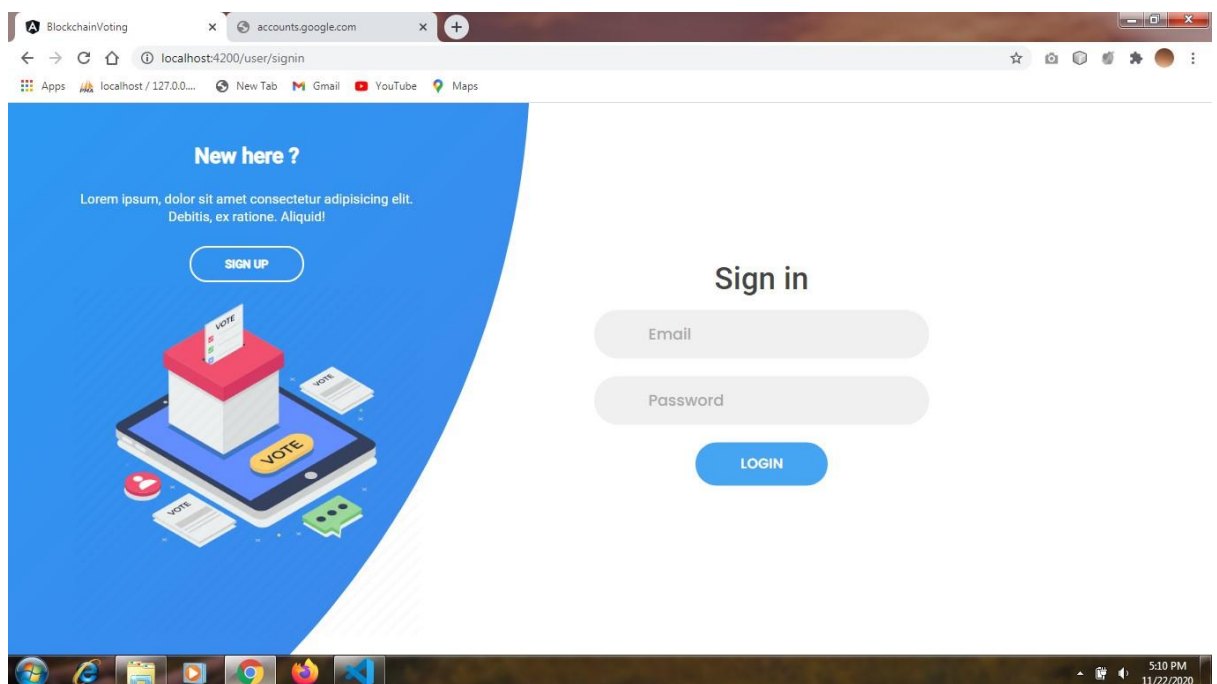 BlockchainVoting
accounts.google.com
localhost:4200/user/signin
Apps
localhost / 127.0.0....
New Tab
Gmail
YouTube
Maps
New here ?
Lorem ipsum, dolor sit amet consectetur adipisicing elit.
Debitis, ex ratione. Aliquid!
SIGN UP
VOTE
VOTE
VOTE
VOTE
Sign in
Email
Password
LOGIN
5:10 PM
11/22/2020